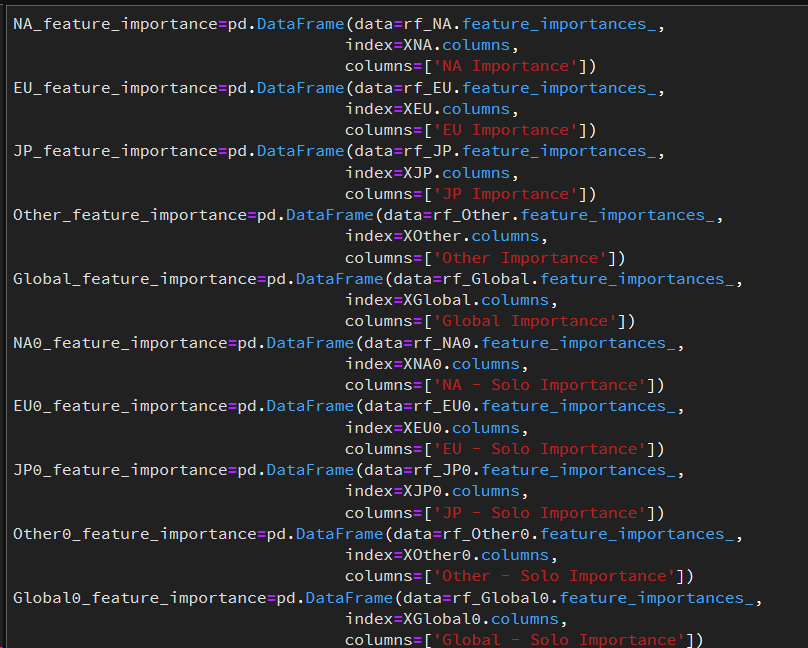 NA_feature_importance=pd.DataFrame(data=rf_NA.feature_importances_,
                                  index=XNA.columns,
                                  columns=['NA Importance'])
EU_feature_importance=pd.DataFrame(data=rf_EU.feature_importances_,
                                  index=XEU.columns,
                                  columns=['EU Importance'])
JP_feature_importance=pd.DataFrame(data=rf_JP.feature_importances_,
                                  index=XJP.columns,
                                  columns=['JP Importance'])
Other_feature_importance=pd.DataFrame(data=rf_Other.feature_importances_,
                                  index=XOther.columns,
                                  columns=['Other Importance'])
Global_feature_importance=pd.DataFrame(data=rf_Global.feature_importances_,
                                  index=XGlobal.columns,
                                  columns=['Global Importance'])
NA0_feature_importance=pd.DataFrame(data=rf_NA0.feature_importances_,
                                  index=XNA0.columns,
                                  columns=['NA - Solo Importance'])
EU0_feature_importance=pd.DataFrame(data=rf_EU0.feature_importances_,
                                  index=XEU0.columns,
                                  columns=['EU - Solo Importance'])
JP0_feature_importance=pd.DataFrame(data=rf_JP0.feature_importances_,
                                  index=XJP0.columns,
                                  columns=['JP - Solo Importance'])
Other0_feature_importance=pd.DataFrame(data=rf_Other0.feature_importances_,
                                  index=XOther0.columns,
                                  columns=['Other - Solo Importance'])
Global0_feature_importance=pd.DataFrame(data=rf_Global0.feature_importances_,
                                  index=XGlobal0.columns,
                                  columns=['Global - Solo Importance'])